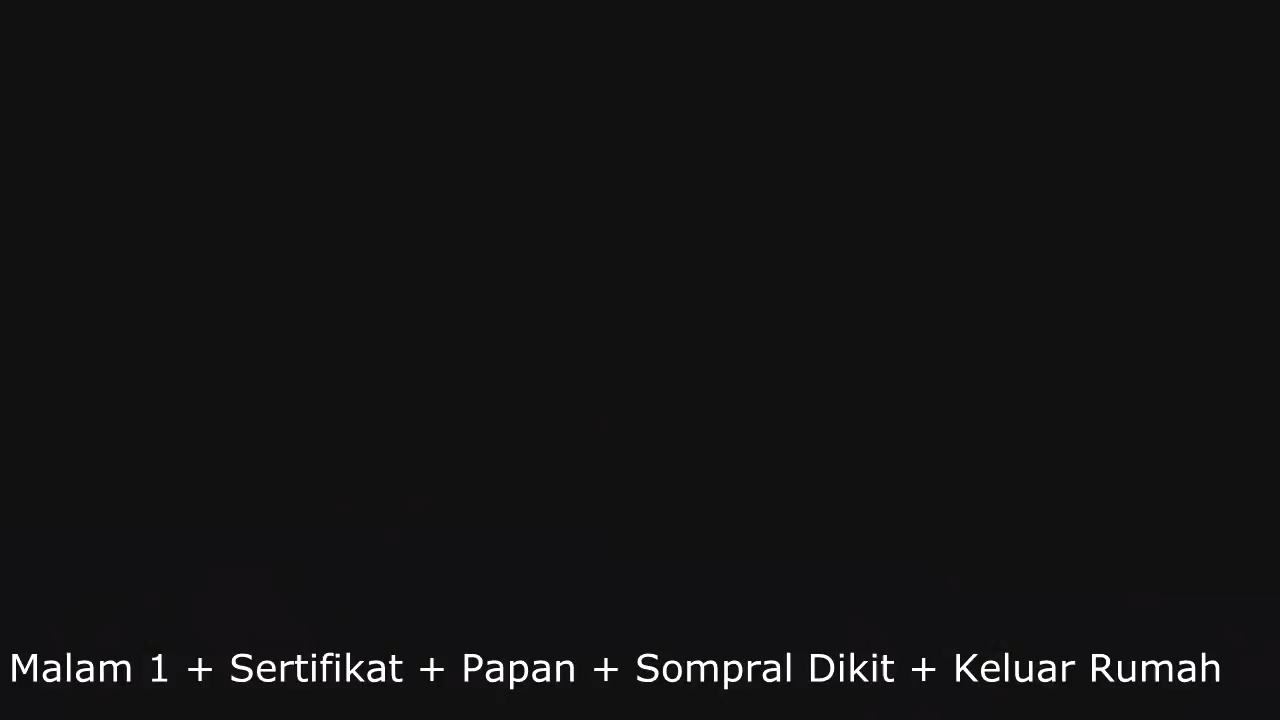 Malam 1 + Sertifikat + Papan + Sompral Dikit + Keluar Rumah